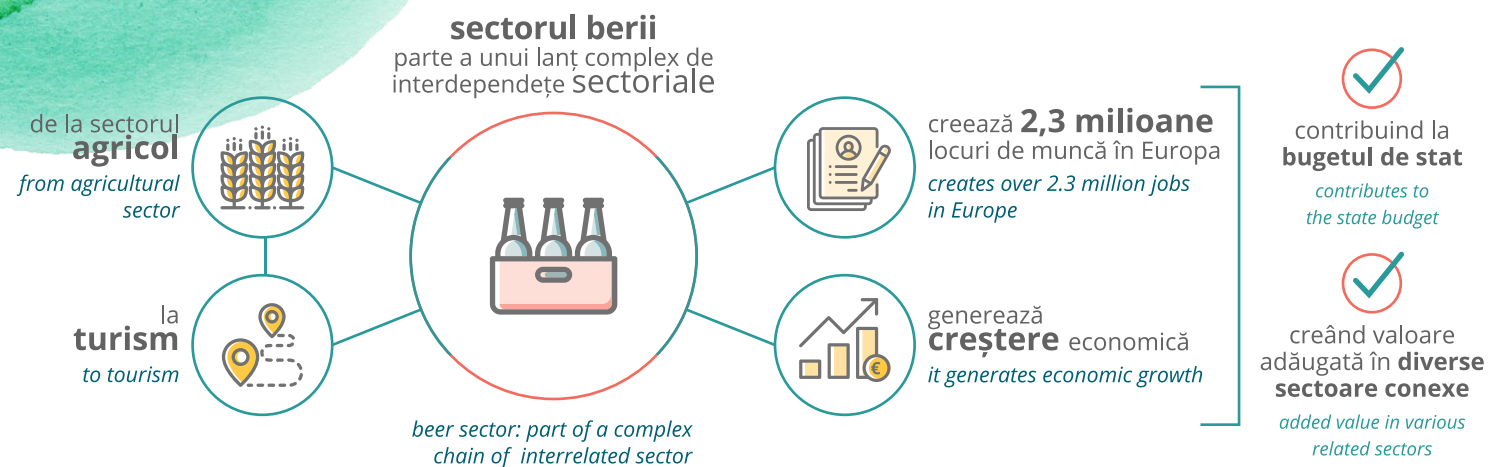 sectorul berii
parte a unui lanț complex de
interdependețe sectoriale
de la sectorul
agricol
from agricultural
sector
la
turism
to tourism
beer sector: part of a complex
chain of interrelated sector
creează 2,3 milioane
locuri de muncă în Europa
creates over 2.3 million jobs
in Europe
generează
creștere economică
it generates economic growth
€
contribuind la
bugetul de stat
contributes to
the state budget
creând valoare
adăugată în diverse
sectoare conexe
added value in various
related sectors